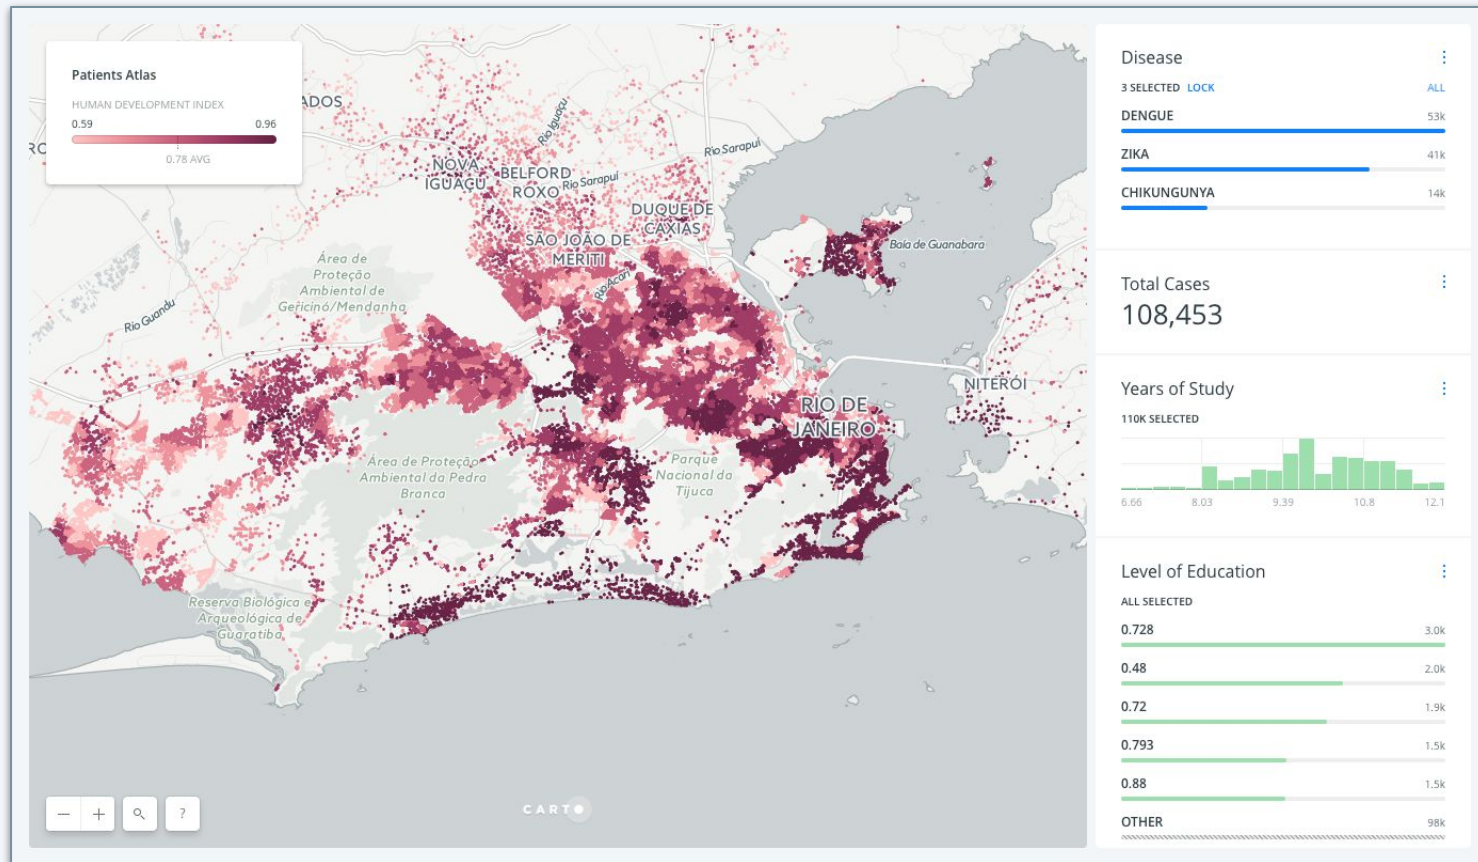 Patients Atlas
HUMAN DEVELOPMENT INDEX
0.59 0.96
0.78 AVG
ADOS
Rio Iguaçu
NOVA
IGUAÇU
BELFORD
ROXO
Rio Sarapuí
Rio Sarapuí
DUQUE DE
CAXIAS
SÃO JOÃO DE
MERITI
Rio Acari
Baía de Guanabara
Área de
Proteção
Ambiental de
Gericinó/Mendanha
Rio Guandu
NITERÓI
RIO DE
JANEIRO
Área de Proteção
Ambiental da Pedra
Branca
Parque
Nacional da
Tijuca
Reserva Biológica e
Arqueológica de
Guaratiba
− +
?
CARTO
Disease
3 SELECTED LOCK ALL
DENGUE 53k
ZIKA 41k
CHIKUNGUNYA 14k
Total Cases
108,453
Years of Study
110K SELECTED
6.66 8.03 9.39 10.8 12.1
Level of Education
ALL SELECTED
0.728 3.0k
0.48 2.0k
0.72 1.9k
0.793 1.5k
0.88 1.5k
OTHER 98k